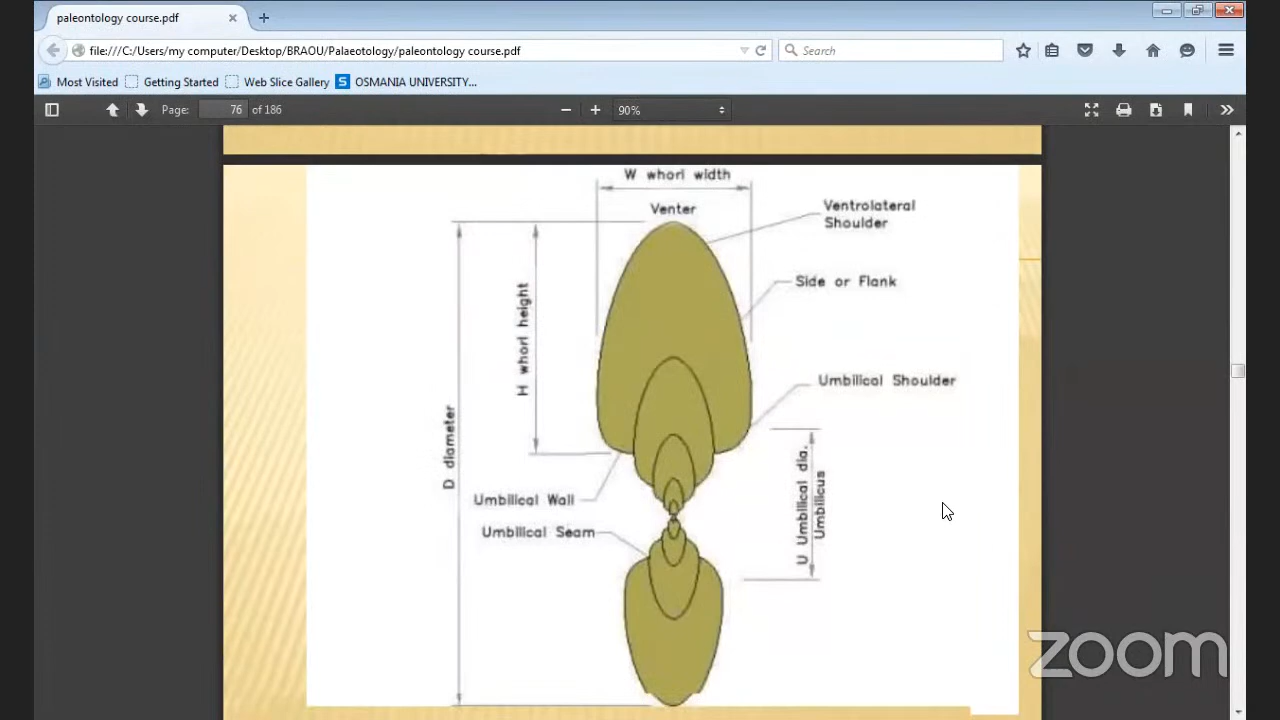 paleontology course.pdf
file:///C:/Users/my computer/Desktop/BRAOU/Palaeotology/paleontology course.pdf
Search
Most Visited
Getting Started
Web Slice Gallery
S
OSMANIA UNIVERSITY...
Page:
76
of 186
90%
W whorl width
Venter
Ventrolateral
Shoulder
Side or Flank
H whorl height
Umbilical Shoulder
D diameter
Umbilical Wall
U Umbilical dia.
Umbilicus
Umbilical Seam
zoom